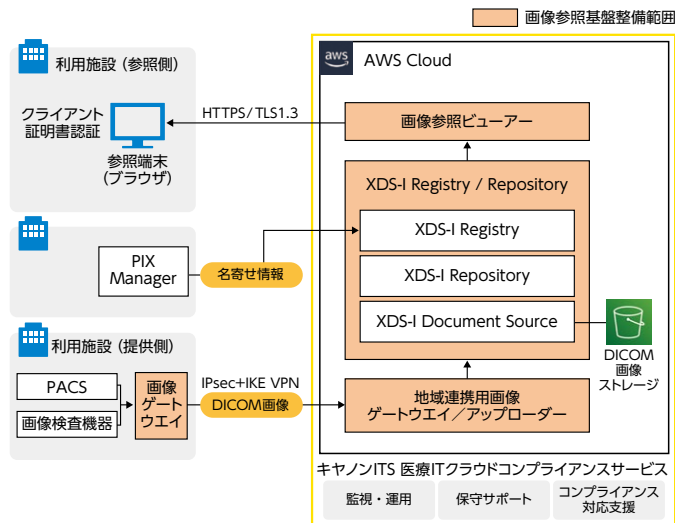 画像参照基盤整備範囲
利用施設（参照側）
クライアント
証明書認証
参照端末
（ブラウザ）
HTTPS/TLS1.3
aws
AWS Cloud
画像参照ビューアー
XDS-I Registry / Repository
XDS-I Registry
XDS-I Repository
XDS-I Document Source
DICOM
画像
ストレージ
PIX
Manager
名寄せ情報
利用施設（提供側）
PACS
画像検査機器
画像
ゲート
ウエイ
IPsec+IKE VPN
DICOM画像
地域連携用画像
ゲートウエイ／アップローダー
キヤノンITS 医療ITクラウドコンプライアンスサービス
監視・運用
保守サポート
コンプライアンス
対応支援